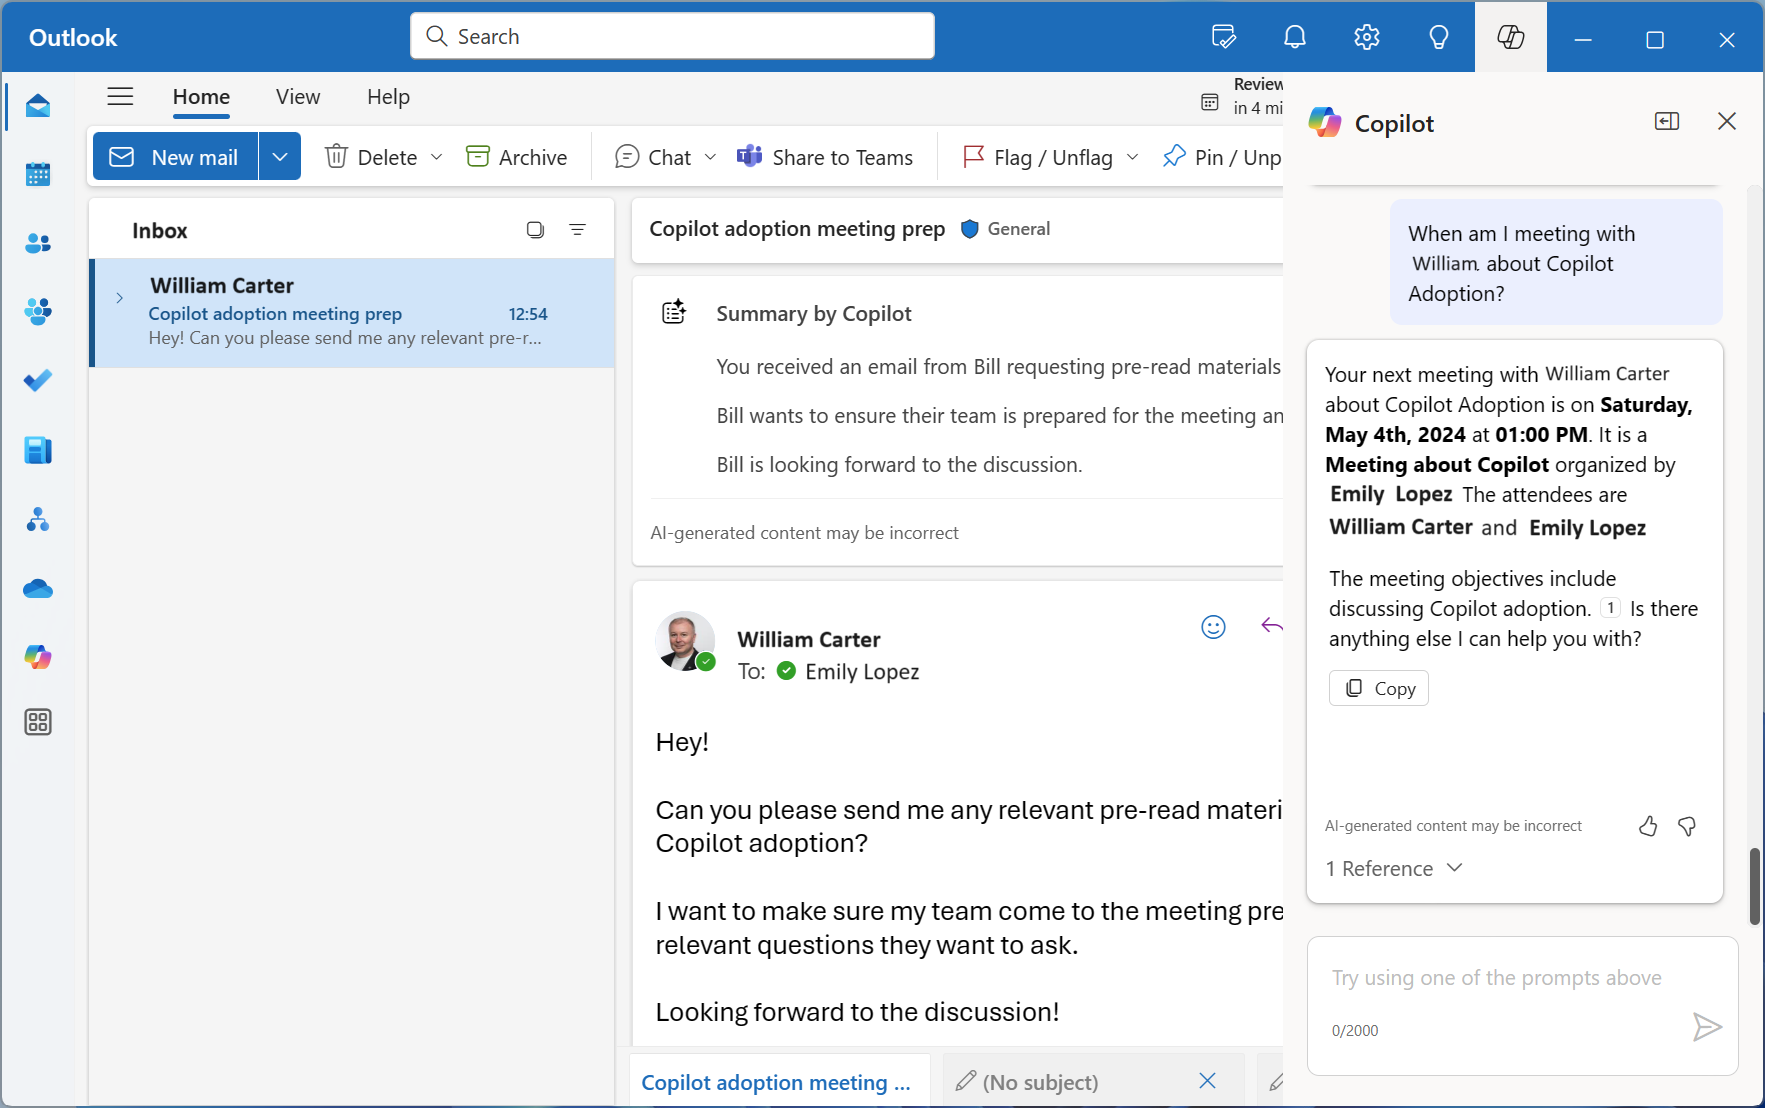 Outlook
Search
Home
View
Help
Review
in 4 mi
New mail
Delete
Archive
Chat
Share to Teams
Flag / Unflag
Pin / Unp
Inbox
William Carter
Copilot adoption meeting prep 12:54
Hey! Can you please send me any relevant pre-r...
Copilot adoption meeting prep General
Summary by Copilot
You received an email from Bill requesting pre-read materials
Bill wants to ensure their team is prepared for the meeting an
Bill is looking forward to the discussion.
AI-generated content may be incorrect
William Carter
To: Emily Lopez
Hey!
Can you please send me any relevant pre-read materi
Copilot adoption?
I want to make sure my team come to the meeting pre
relevant questions they want to ask.
Looking forward to the discussion!
Copilot adoption meeting ...
(No subject)
Copilot
When am I meeting with
William. about Copilot
Adoption?
Your next meeting with William Carter
about Copilot Adoption is on Saturday,
May 4th, 2024 at 01:00 PM. It is a
Meeting about Copilot organized by
Emily Lopez The attendees are
William Carter and Emily Lopez
The meeting objectives include
discussing Copilot adoption. 1 Is there
anything else I can help you with?
Copy
AI-generated content may be incorrect
1 Reference
Try using one of the prompts above
0/2000